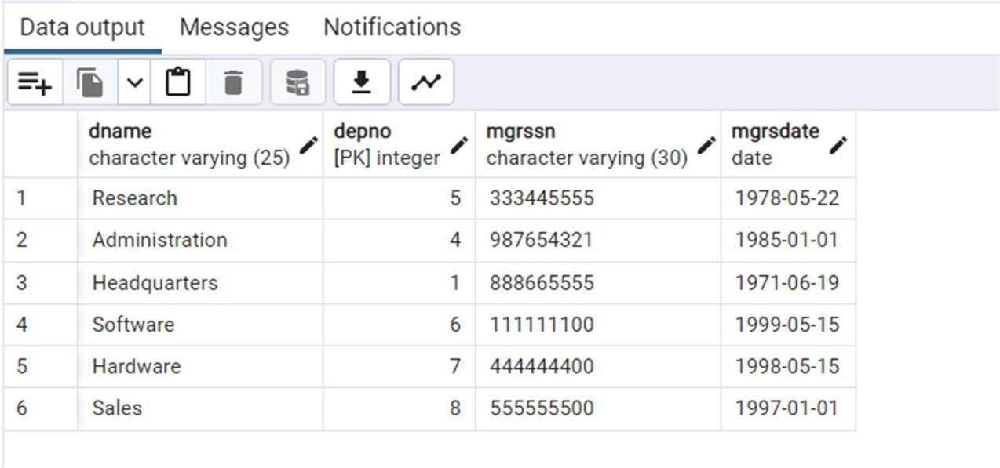 Data output Messages Notifications
dname depno mgrssn mgrsdate
character varying (25) [PK] integer character varying (30) date
1 Research 5 333445555 1978-05-22
2 Administration 4 987654321 1985-01-01
3 Headquarters 1 888665555 1971-06-19
4 Software 6 111111100 1999-05-15
5 Hardware 7 444444400 1998-05-15
6 Sales 8 555555500 1997-01-01